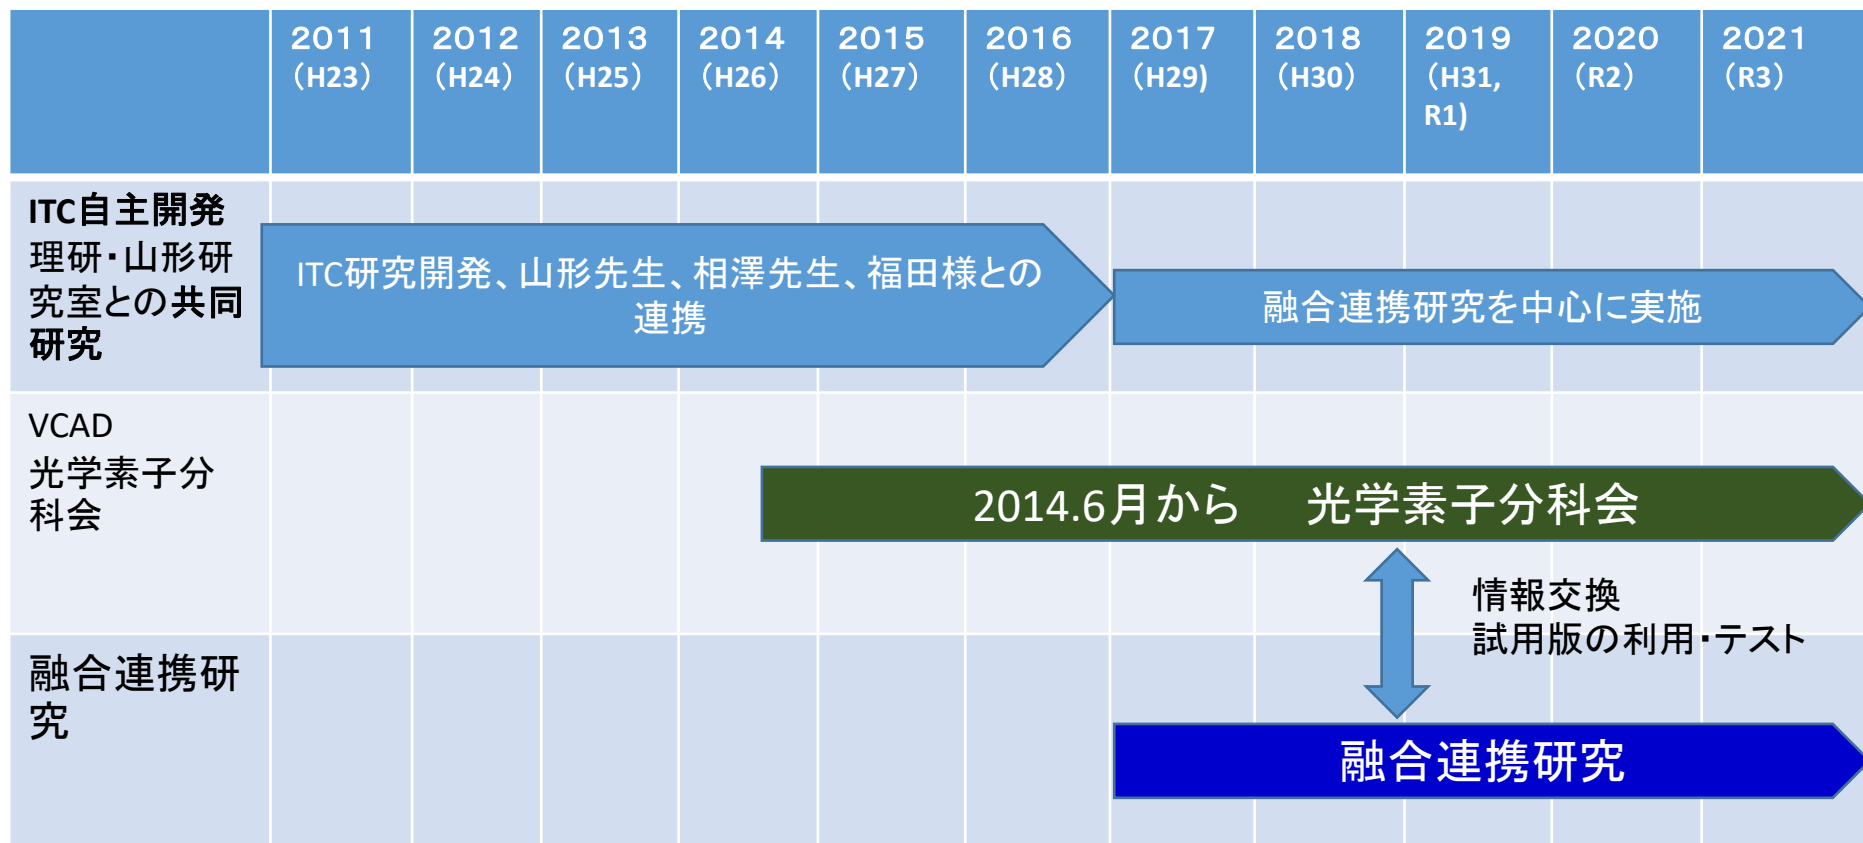 2011
（H23）
2012
（H24）
2013
（H25）
2014
（H26）
2015
（H27）
2016
（H28）
2017
（H29)
2018
（H30）
2019
（H31,
R1)
2020
（R2）
2021
（R3）
ITC自主開発
理研・山形研
究室との共同
研究
ITC研究開発、山形先生、相澤先生、福田様との
連携
融合連携研究を中心に実施
VCAD
光学素子分
科会
2014.6月から　光学素子分科会
情報交換
試用版の利用・テスト
融合連携研
究
融合連携研究